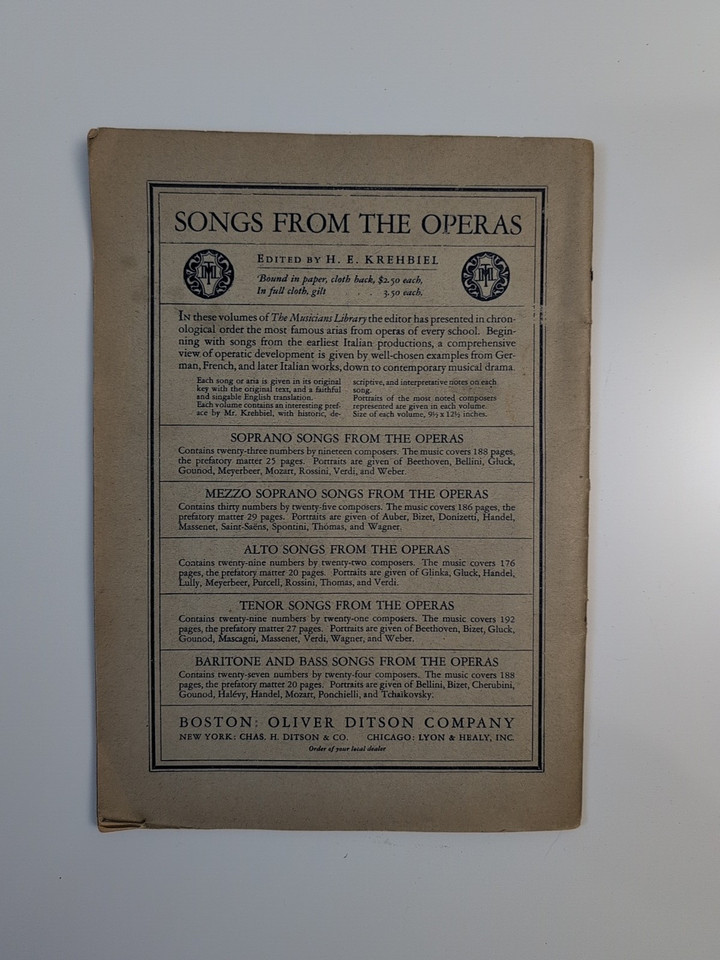 SONGS FROM THE OPERAS
EDITED BY H. E. KREHBIEL
Bound in paper, cloth back, $2.50 each,
In full cloth, gilt . . 3.50 each.
In these volumes of The Musicians Library the editor has presented in chron-
ological order the most famous arias from operas of every school. Begin-
ning with songs from the earliest Italian productions, a comprehensive
view of operatic development is given by well-chosen examples from Ger-
man, French, and later Italian works, down to contemporary musical drama.
Each song or aria is given in its original
key with the original text, and a faithful
and singable English translation.
Each volume contains an interesting pref-
ace by Mr. Krehbiel, with historic, de-
scriptive, and interpretative notes on each
song.
Portraits of the most noted composers
represented are given in each volume.
Size of each volume, 9½ x 12½ inches.
SOPRANO SONGS FROM THE OPERAS
Contains twenty-three numbers by nineteen composers. The music covers 188 pages,
the prefatory matter 25 pages. Portraits are given of Beethoven, Bellini, Gluck,
Gounod, Meyerbeer, Mozart, Rossini, Verdi, and Weber.
MEZZO SOPRANO SONGS FROM THE OPERAS
Contains thirty numbers by twenty-five composers. The music covers 186 pages, the
prefatory matter 29 pages. Portraits are given of Auber, Bizet, Donizetti, Handel,
Massenet, Saint-Saëns, Spontini, Thomas, and Wagner.
ALTO SONGS FROM THE OPERAS
Contains twenty-nine numbers by twenty-two composers. The music covers 176
pages, the prefatory matter 20 pages. Portraits are given of Glinka, Gluck, Handel,
Lully, Meyerbeer, Purcell, Rossini, Thomas, and Verdi.
TENOR SONGS FROM THE OPERAS
Contains twenty-nine numbers by twenty-one composers. The music covers 192
pages, the prefatory matter 27 pages. Portraits are given of Beethoven, Bizet, Gluck,
Gounod, Mascagni, Massenet, Verdi, Wagner, and Weber.
BARITONE AND BASS SONGS FROM THE OPERAS
Contains twenty-seven numbers by twenty-four composers. The music covers 188
pages, the prefatory matter 20 pages. Portraits are given of Bellini, Bizet, Cherubini,
Gounod, Halévy, Handel, Mozart, Ponchielli, and Tchaikovsky.
BOSTON: OLIVER DITSON COMPANY
NEW YORK: CHAS. H. DITSON & CO. CHICAGO: LYON & HEALY, INC.
Order of your local dealer